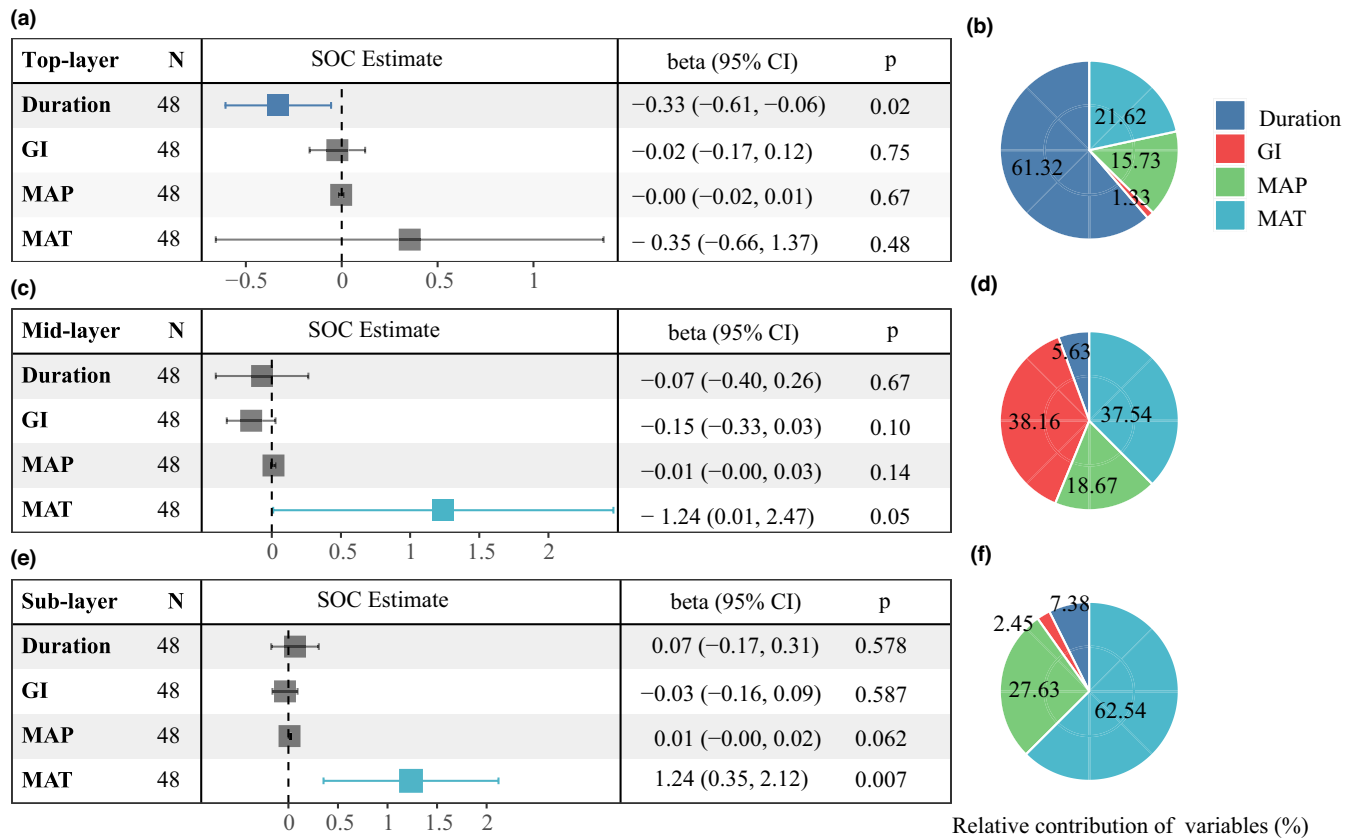 (a)
Top-layer N SOC Estimate beta (95% CI) p
Duration 48 −0.33 (−0.61, −0.06) 0.02
GI 48 −0.02 (−0.17, 0.12) 0.75
MAP 48 −0.00 (−0.02, 0.01) 0.67
MAT 48 − 0.35 (−0.66, 1.37) 0.48
−0.5 0 0.5 1
(b)
21.62
15.73
1.33
61.32
Duration
GI
MAP
MAT
(c)
Mid-layer N SOC Estimate beta (95% CI) p
Duration 48 −0.07 (−0.40, 0.26) 0.67
GI 48 −0.15 (−0.33, 0.03) 0.10
MAP 48 −0.01 (−0.00, 0.03) 0.14
MAT 48 − 1.24 (0.01, 2.47) 0.05
0 0.5 1 1.5 2
(d)
5.63
38.16 37.54
18.67
(e)
Sub-layer N SOC Estimate beta (95% CI) p
Duration 48 0.07 (−0.17, 0.31) 0.578
GI 48 −0.03 (−0.16, 0.09) 0.587
MAP 48 0.01 (−0.00, 0.02) 0.062
MAT 48 1.24 (0.35, 2.12) 0.007
0 0.5 1 1.5 2
(f)
7.38
2.45
27.63
62.54
Relative contribution of variables (%)